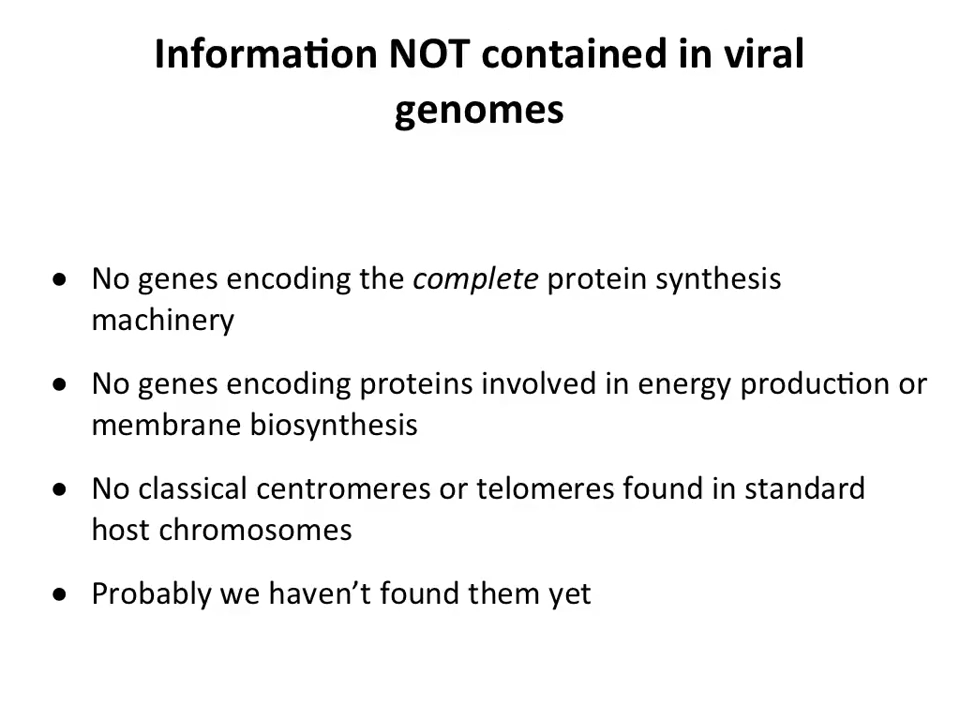 Information NOT contained in viral
genomes
● No genes encoding the complete protein synthesis
machinery
● No genes encoding proteins involved in energy production or
membrane biosynthesis
● No classical centromeres or telomeres found in standard
host chromosomes
● Probably we haven’t found them yet